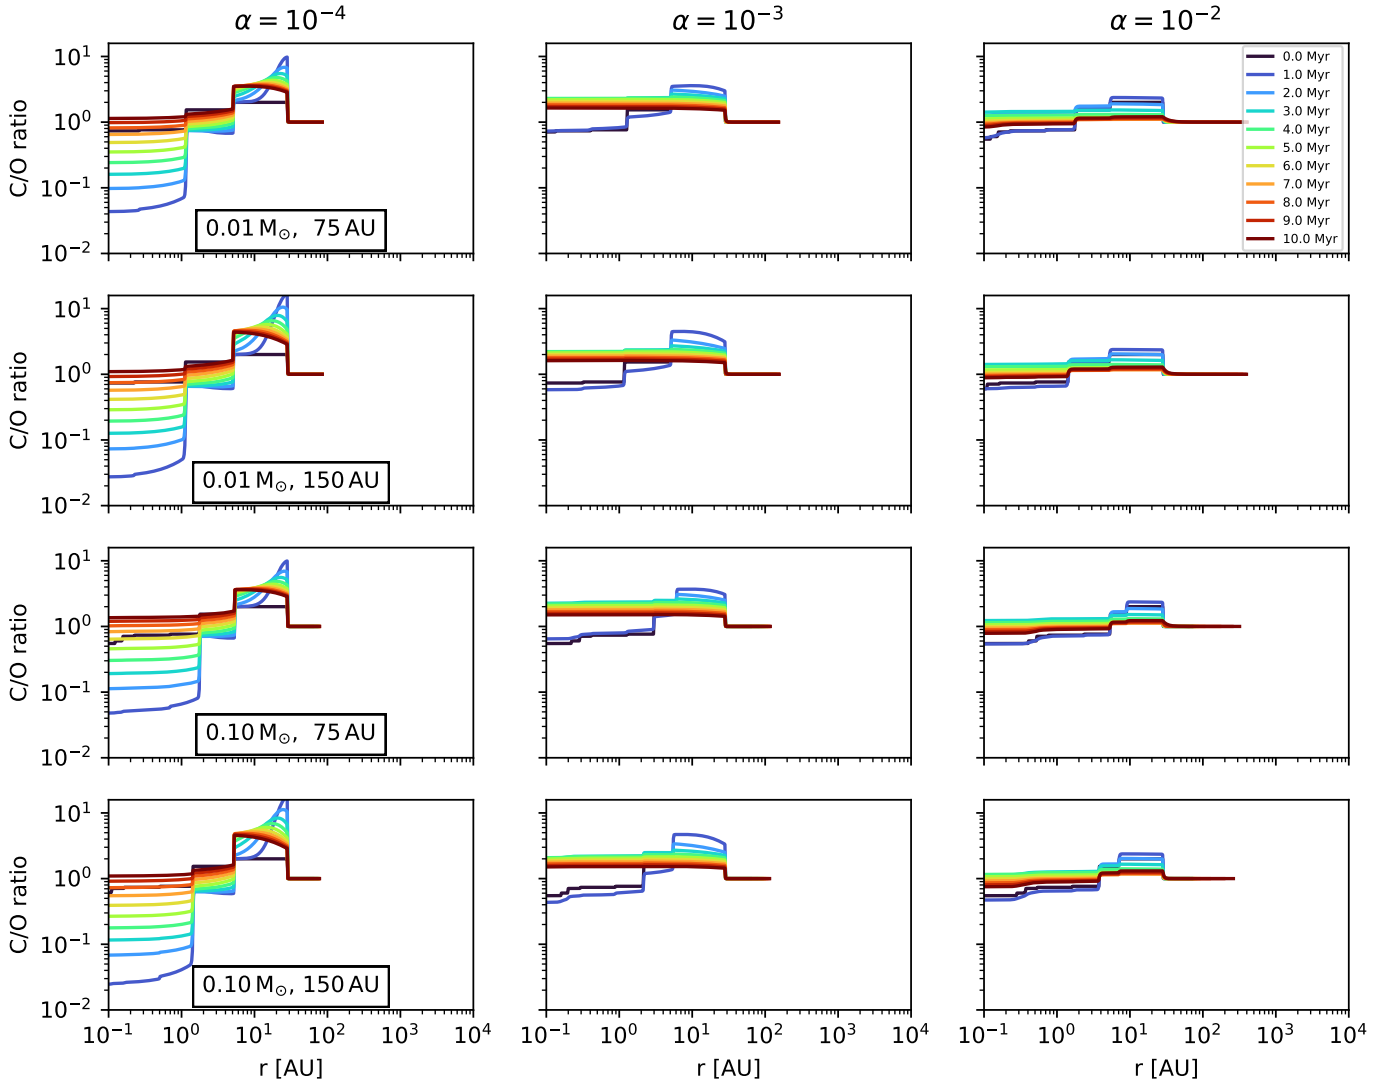 α = 10⁻⁴ α = 10⁻³ α = 10⁻²
10¹
10⁰
10⁻¹
10⁻²
C/O ratio
0.01 M⊙, 75 AU
0.0 Myr
1.0 Myr
2.0 Myr
3.0 Myr
4.0 Myr
5.0 Myr
6.0 Myr
7.0 Myr
8.0 Myr
9.0 Myr
10.0 Myr
10¹
10⁰
10⁻¹
10⁻²
C/O ratio
0.01 M⊙, 150 AU
10¹
10⁰
10⁻¹
10⁻²
C/O ratio
0.10 M⊙, 75 AU
10¹
10⁰
10⁻¹
10⁻²
C/O ratio
0.10 M⊙, 150 AU
10⁻¹ 10⁰ 10¹ 10² 10³ 10⁴ 10⁻¹ 10⁰ 10¹ 10² 10³ 10⁴ 10⁻¹ 10⁰ 10¹ 10² 10³ 10⁴
r [AU] r [AU] r [AU]